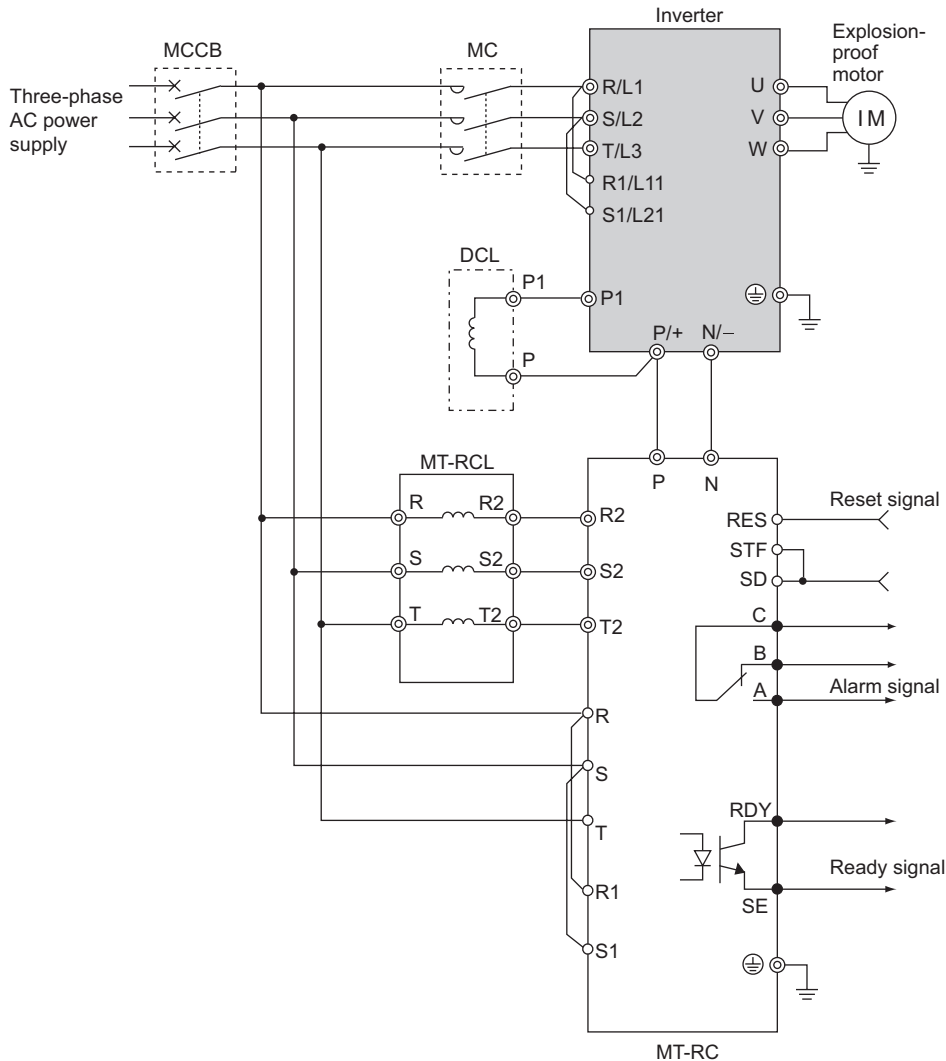 Inverter
MCCB
MC
Explosion-
proof
motor
Three-phase
AC power
supply
R/L1
S/L2
T/L3
R1/L11
S1/L21
U
V
W
IM
DCL
P1
P
P1
P/+
N/−
MT-RCL
R
R2
S
S2
T
T2
P
N
R2
S2
T2
R
S
T
R1
S1
RES
STF
SD
C
B
A
RDY
SE
Reset signal
Alarm signal
Ready signal
MT-RC